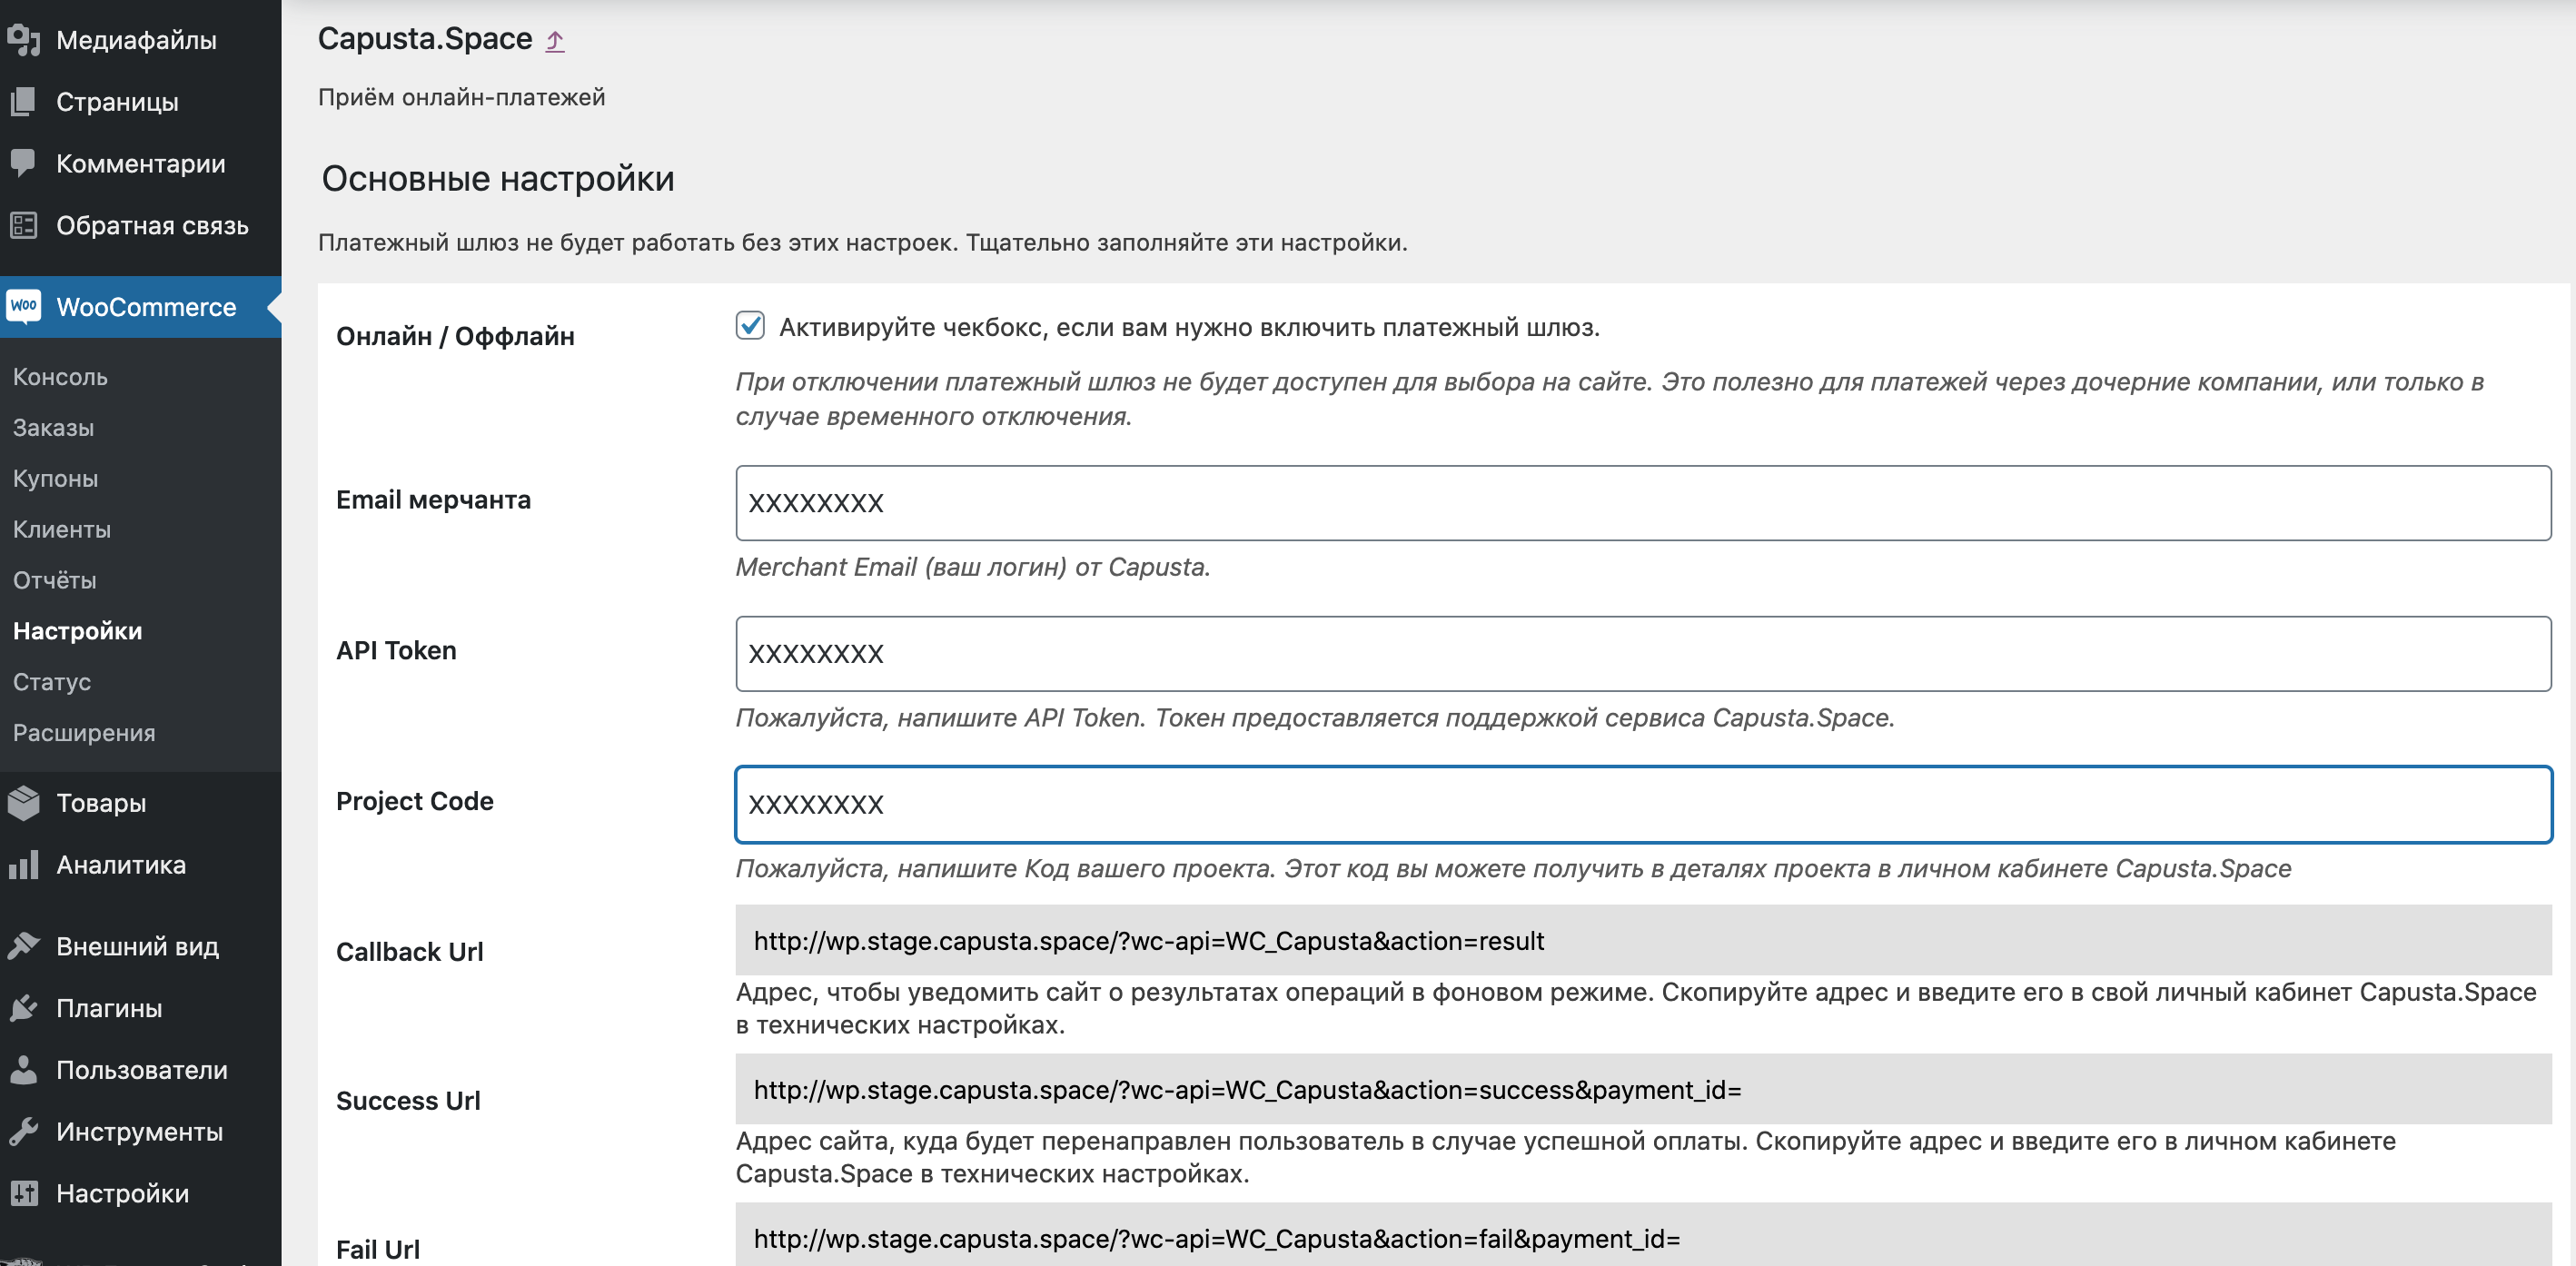 Медиафайлы
Страницы
Комментарии
Обратная связь
Woo WooCommerce
Консоль
Заказы
Купоны
Клиенты
Отчёты
Настройки
Статус
Расширения
Товары
Аналитика
Внешний вид
Плагины
Пользователи
Инструменты
Настройки
Capusta.Space ⤴
Приём онлайн-платежей
Основные настройки
Платежный шлюз не будет работать без этих настроек. Тщательно заполняйте эти настройки.
Онлайн / Оффлайн
Активируйте чекбокс, если вам нужно включить платежный шлюз.
При отключении платежный шлюз не будет доступен для выбора на сайте. Это полезно для платежей через дочерние компании, или только в
случае временного отключения.
Email мерчанта
XXXXXXXX
Merchant Email (ваш логин) от Capusta.
API Token
XXXXXXXX
Пожалуйста, напишите API Token. Токен предоставляется поддержкой сервиса Capusta.Space.
Project Code
XXXXXXXX
Пожалуйста, напишите Код вашего проекта. Этот код вы можете получить в деталях проекта в личном кабинете Capusta.Space
Callback Url
http://wp.stage.capusta.space/?wc-api=WC_Capusta&action=result
Адрес, чтобы уведомить сайт о результатах операций в фоновом режиме. Скопируйте адрес и введите его в свой личный кабинет Capusta.Space
в технических настройках.
Success Url
http://wp.stage.capusta.space/?wc-api=WC_Capusta&action=success&payment_id=
Адрес сайта, куда будет перенаправлен пользователь в случае успешной оплаты. Скопируйте адрес и введите его в личном кабинете
Capusta.Space в технических настройках.
Fail Url
http://wp.stage.capusta.space/?wc-api=WC_Capusta&action=fail&payment_id=